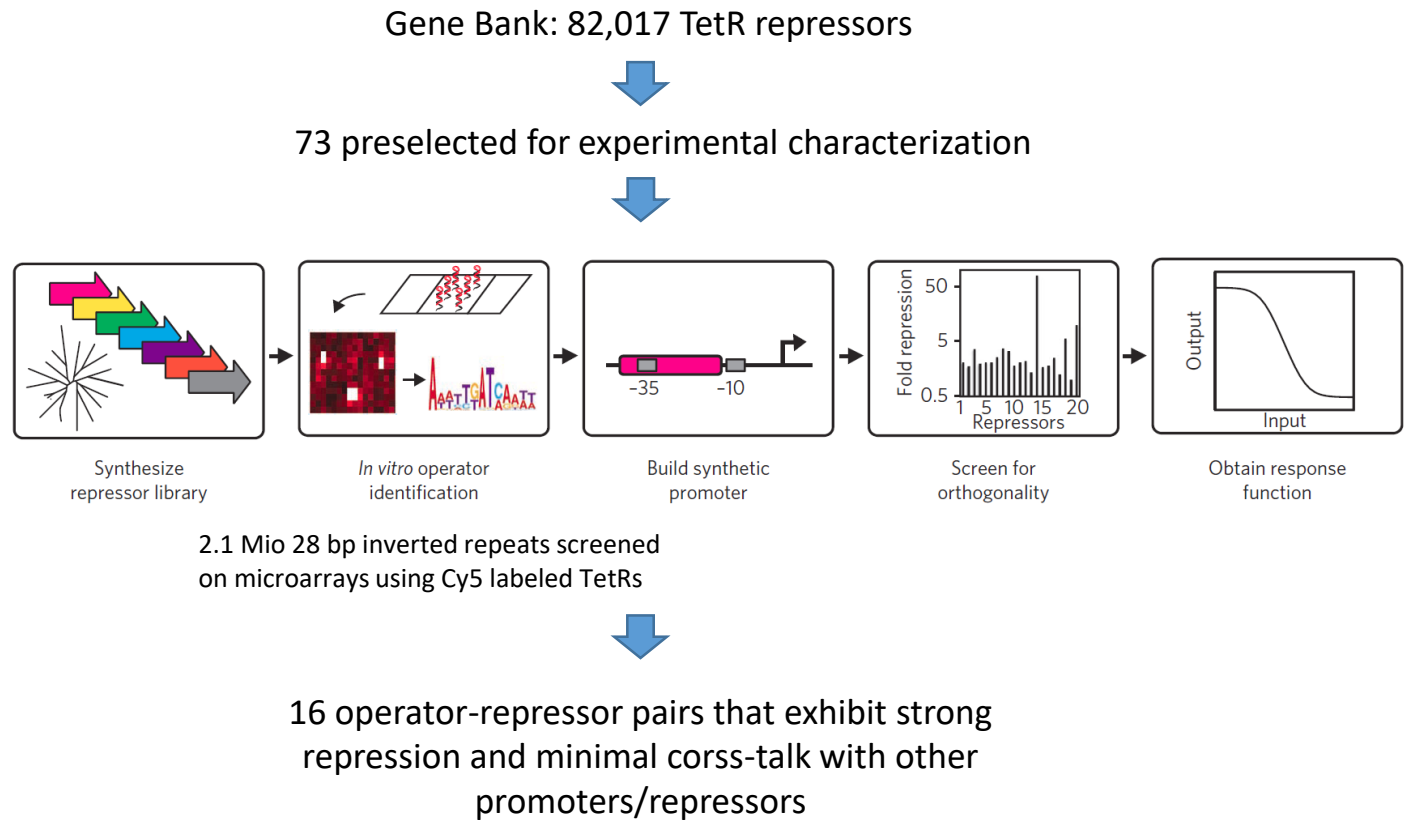 Gene Bank: 82,017 TetR repressors
73 preselected for experimental characterization
−35
−10
Fold repression
50
5
0.5
1 5 10 15 20
Repressors
Output
Input
Synthesize
repressor library
In vitro operator
identification
Build synthetic
promoter
Screen for
orthogonality
Obtain response
function
2.1 Mio 28 bp inverted repeats screened
on microarrays using Cy5 labeled TetRs
16 operator-repressor pairs that exhibit strong
repression and minimal corss-talk with other
promoters/repressors